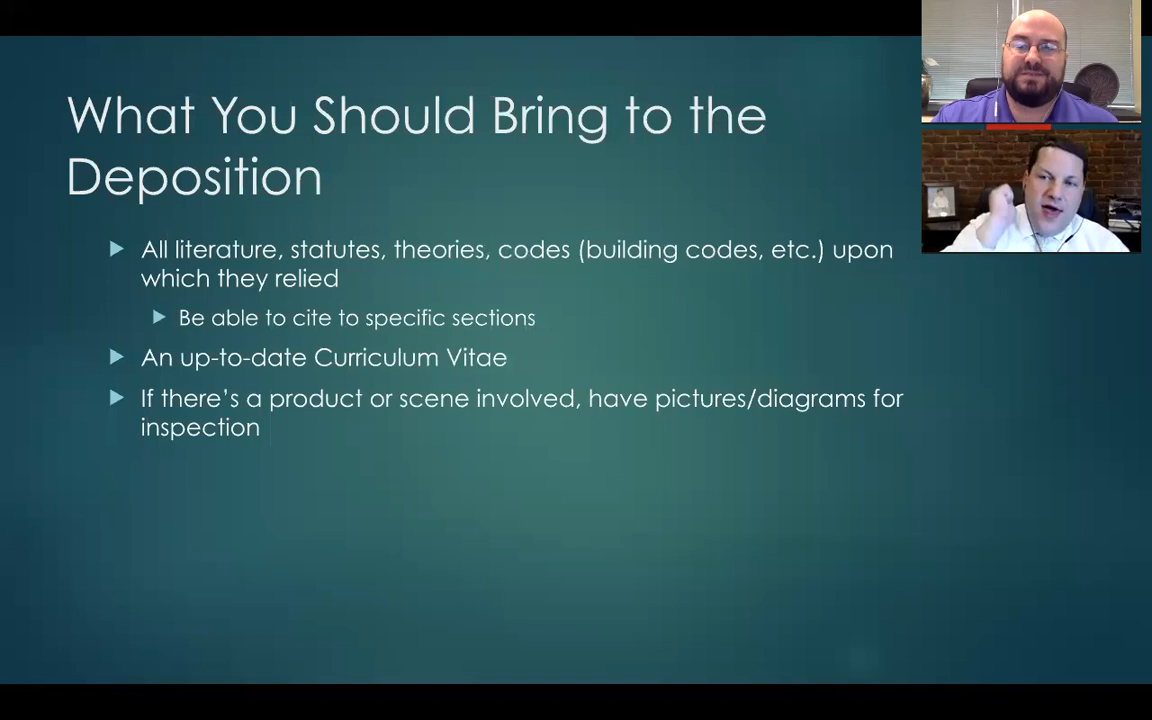 What You Should Bring to the
Deposition
All literature, statutes, theories, codes (building codes, etc.) upon
which they relied
Be able to cite to specific sections
An up-to-date Curriculum Vitae
If there’s a product or scene involved, have pictures/diagrams for
inspection